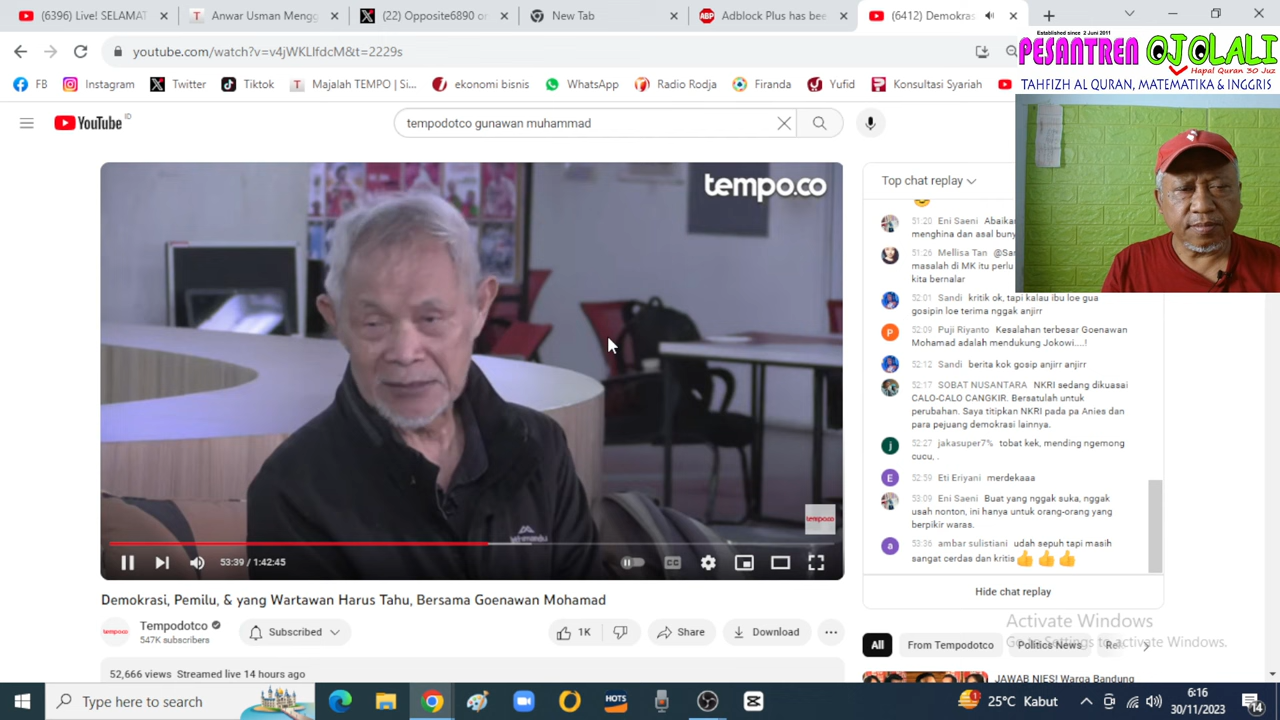 (6396) Live! SELAMAT
Anwar Usman Mengg
(22) Opposite6890 or
New Tab
Adblock Plus has bee
(6412) Demokras
youtube.com/watch?v=v4jWKLIfdcM&t=2219s
FB
Instagram
Twitter
Tiktok
Majalah TEMPO | Si...
ekonomi bisnis
WhatsApp
Radio Rodja
Firanda
Yufid
Konsultasi Syariah
Established since 2 Juni 2011
PESANTREN OJOLALI
Hapal Quran 30 Juz
TAHFIZH AL QURAN, MATEMATIKA & INGGRIS
YouTube ID
tempodotco gunawan muhammad
tempo.co
Top chat replay
51:20 Eni Saeni Abaikan
menghina dan asal buny
51:26 Mellisa Tan @San
masalah di MK itu perlu
kita bernalar
52:01 Sandi kritik ok, tapi kalau ibu loe gua
gosipin loe terima nggak anjirr
52:09 Puji Riyanto Kesalahan terbesar Goenawan
Mohamad adalah mendukung Jokowi....!
52:12 Sandi berita kok gosip anjirr anjirr
52:17 SOBAT NUSANTARA NKRI sedang dikuasai
CALO-CALO CANGKIR. Bersatulah untuk
perubahan. Saya titipkan NKRI pada pa Anies dan
para pejuang demokrasi lainnya.
52:27 jakasuper7% tobat kek, mending ngemong
cucu, .
52:59 Eti Eriyani merdekaaa
53:09 Eni Saeni Buat yang nggak suka, nggak
usah nonton, ini hanya untuk orang-orang yang
berpikir waras.
53:36 ambar sulistiani udah sepuh tapi masih
sangat cerdas dan kritis
Hide chat replay
tempo.co
53:39
Demokrasi, Pemilu, & yang Wartawan Harus Tahu, Bersama Goenawan Mohamad
Tempodotco
547K subscribers
Subscribed
1K
Share
Download
52,666 views Streamed live 14 hours ago
Activate Windows
Go to Settings to activate Windows.
All
From Tempodotco
Politics News
JAWAB NIES! Warga Bandung
Type here to search
HOTS
1
25°C Kabut
6:16
30/11/2023
14